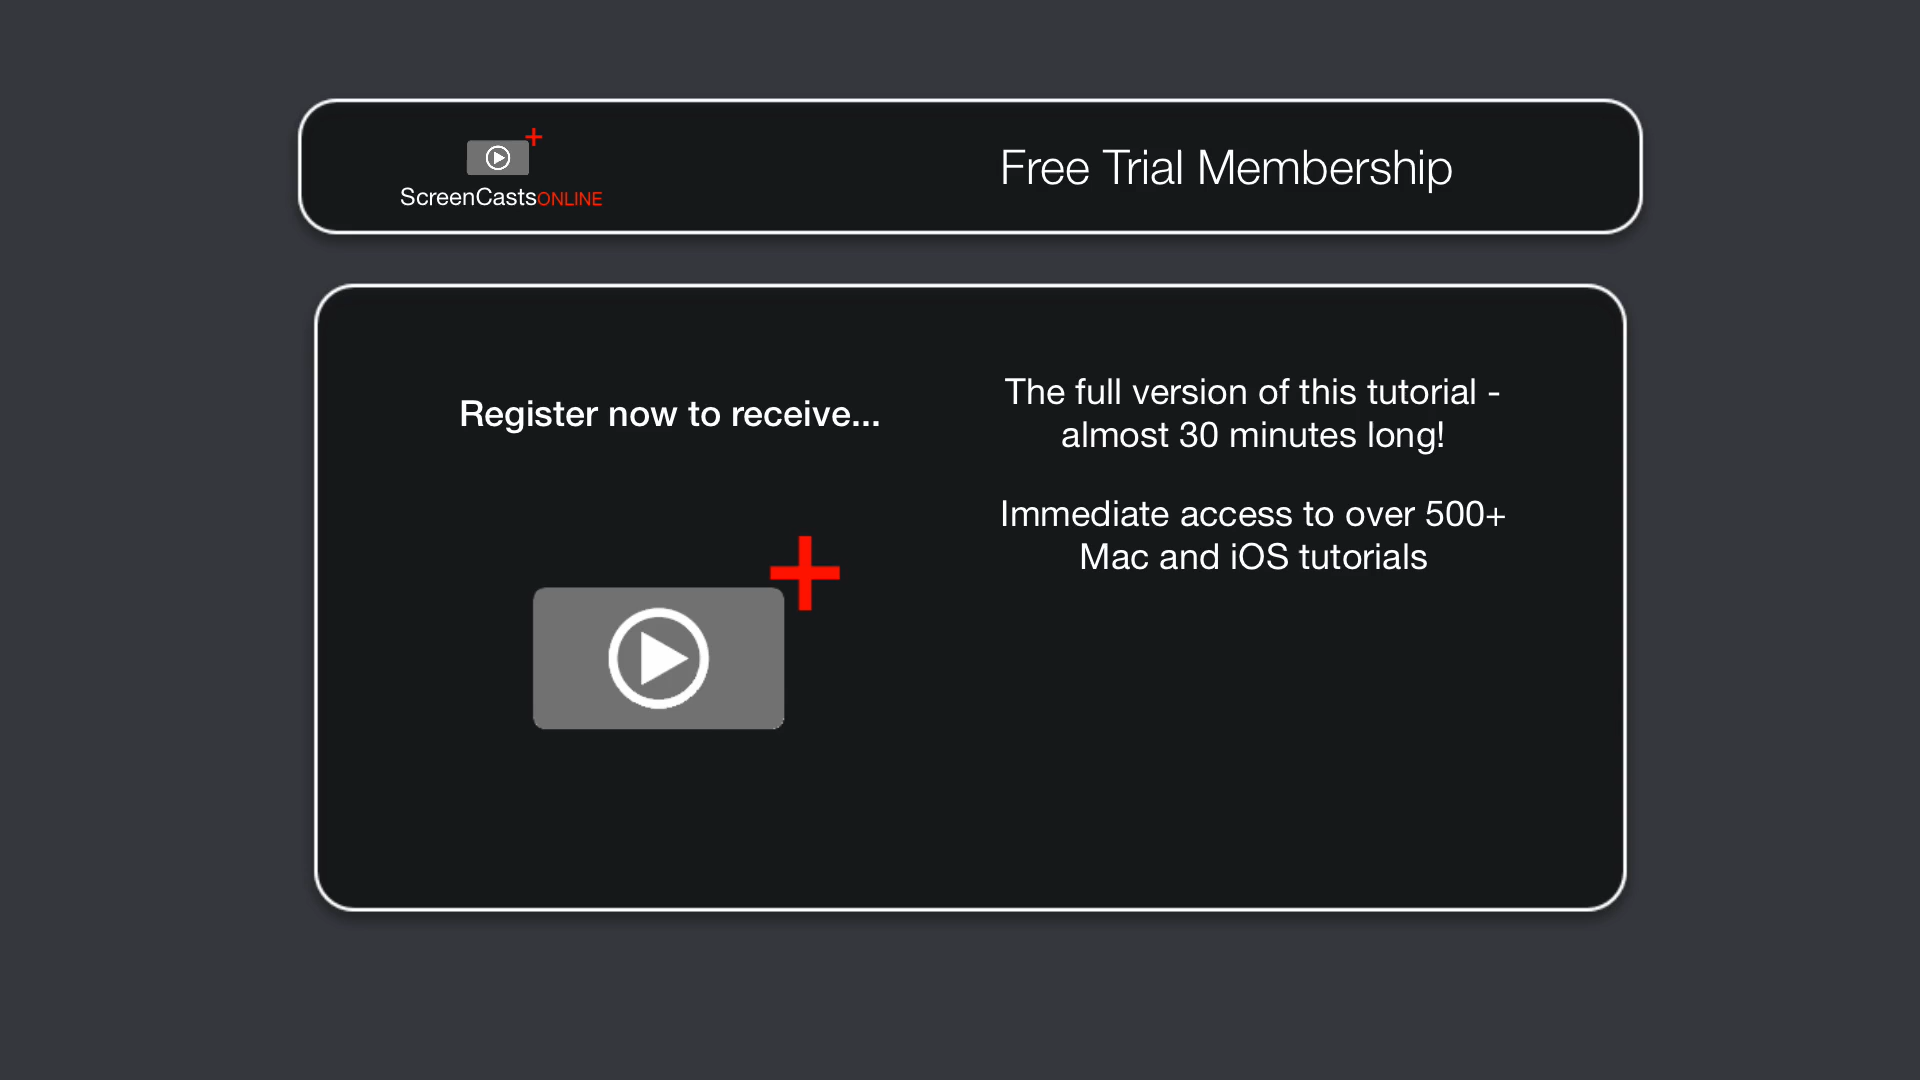 ScreenCastsONLINE
Free Trial Membership
Register now to receive...
The full version of this tutorial -
almost 30 minutes long!
Immediate access to over 500+
Mac and iOS tutorials